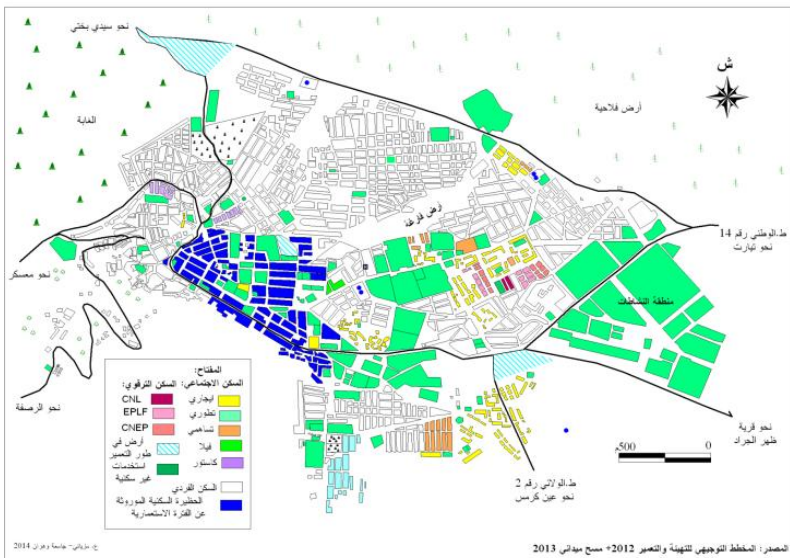 نحو سيدي بختي
ش
الغابة
أرض فلاحية
أرض فارغة
ط.الوطني رقم 14
نحو تيارت
نحو معسكر
منطقة النشاطات
المفتاح:
السكن الاجتماعي:
السكن الترقوي:
ايجاري
CNL
تطوري
EPLF
تساهمي
CNEP
فيلا
أرض في
طور التعمير
كاستور
استخدمات
غير سكنية
السكن الفردي
الحظيرة السكنية الموروثة
عن الفترة الاستعمارية
نحو الرصفة
نحو قرية
ظهر الجراد
500م
0
ط.الولائي رقم 2
نحو عين كرمس
المصدر: المخطط التوجيهي للتهيئة والتعمير 2012+ مسح ميداني 2013
جامعة وهران 2014